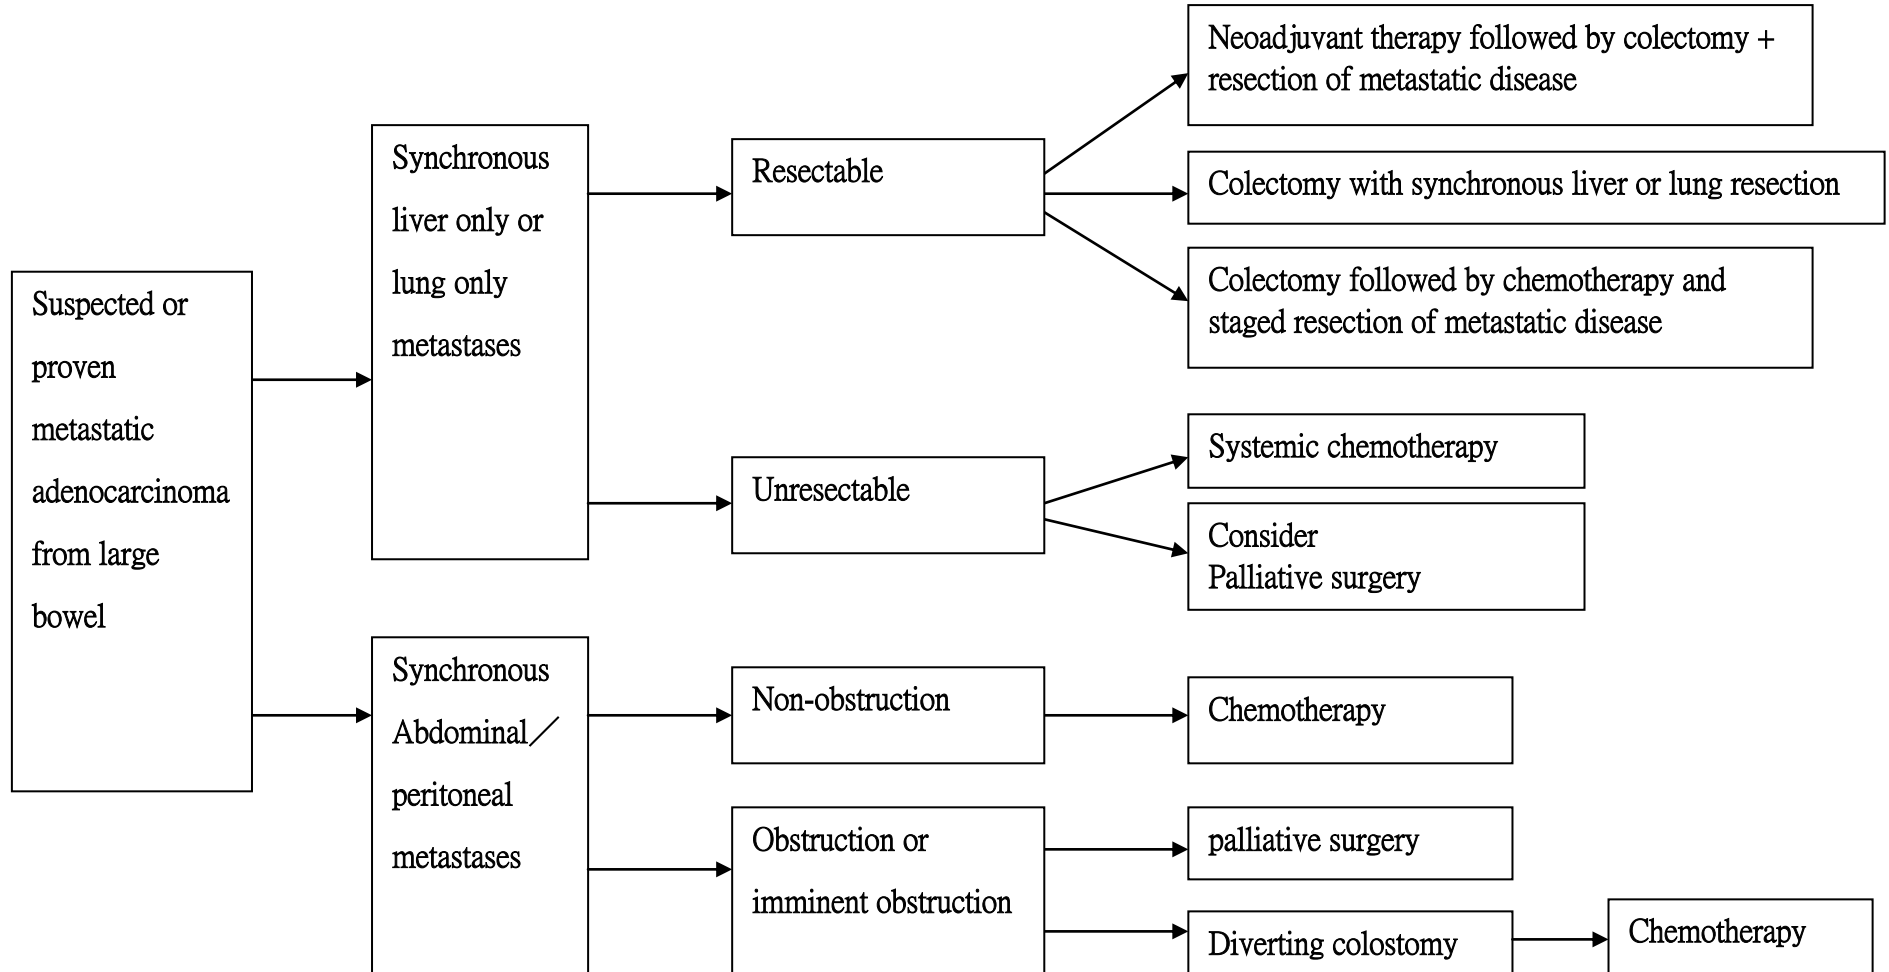 Suspected or
proven
metastatic
adenocarcinoma
from large
bowel
Synchronous
liver only or
lung only
metastases
Resectable
Neoadjuvant therapy followed by colectomy +
resection of metastatic disease
Colectomy with synchronous liver or lung resection
Colectomy followed by chemotherapy and
staged resection of metastatic disease
Unresectable
Systemic chemotherapy
Consider
Palliative surgery
Synchronous
Abdominal／
peritoneal
metastases
Non-obstruction
Chemotherapy
Obstruction or
imminent obstruction
palliative surgery
Diverting colostomy
Chemotherapy